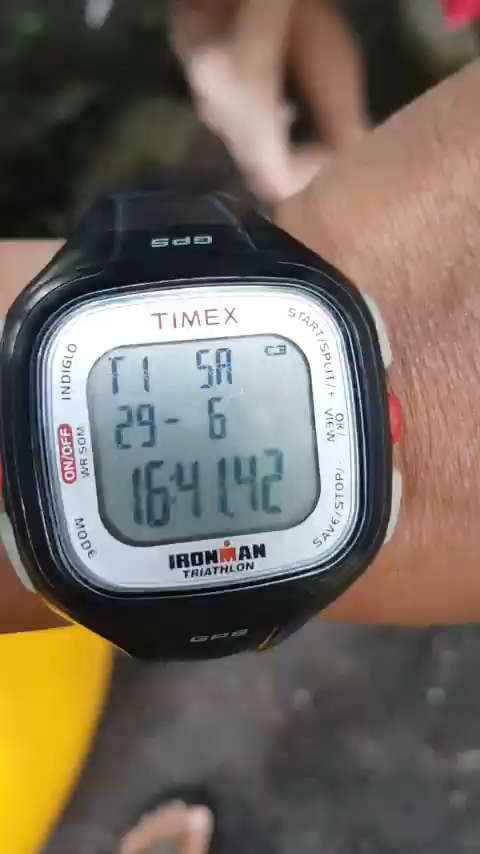 GPS
TIMEX
INDIGLO
START/SPLIT/+
T1 SA
29- 6
16:41.42
ON/OFF
WR 50M
OK/
VIEW
MODE
SAVE/STOP/-
IRONMAN
TRIATHLON
GPS